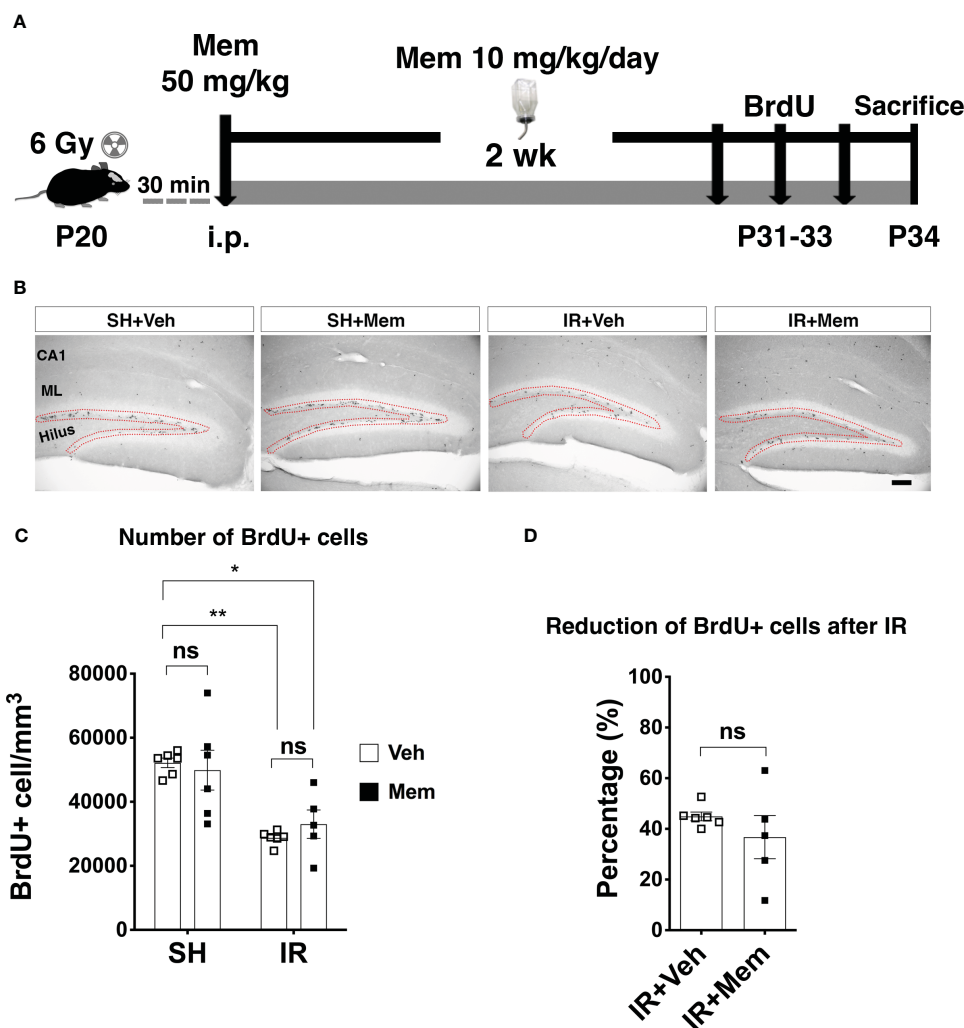 A
Mem
50 mg/kg
Mem 10 mg/kg/day
BrdU
Sacrifice
6 Gy
30 min
2 wk
P20
i.p.
P31-33
P34
B
SH+Veh
SH+Mem
IR+Veh
IR+Mem
CA1
ML
Hilus
C
Number of BrdU+ cells
*
**
ns
ns
80000
60000
40000
20000
0
BrdU+ cell/mm³
SH
IR
Veh
Mem
D
Reduction of BrdU+ cells after IR
ns
100
80
60
40
20
0
Percentage (%)
IR+Veh
IR+Mem